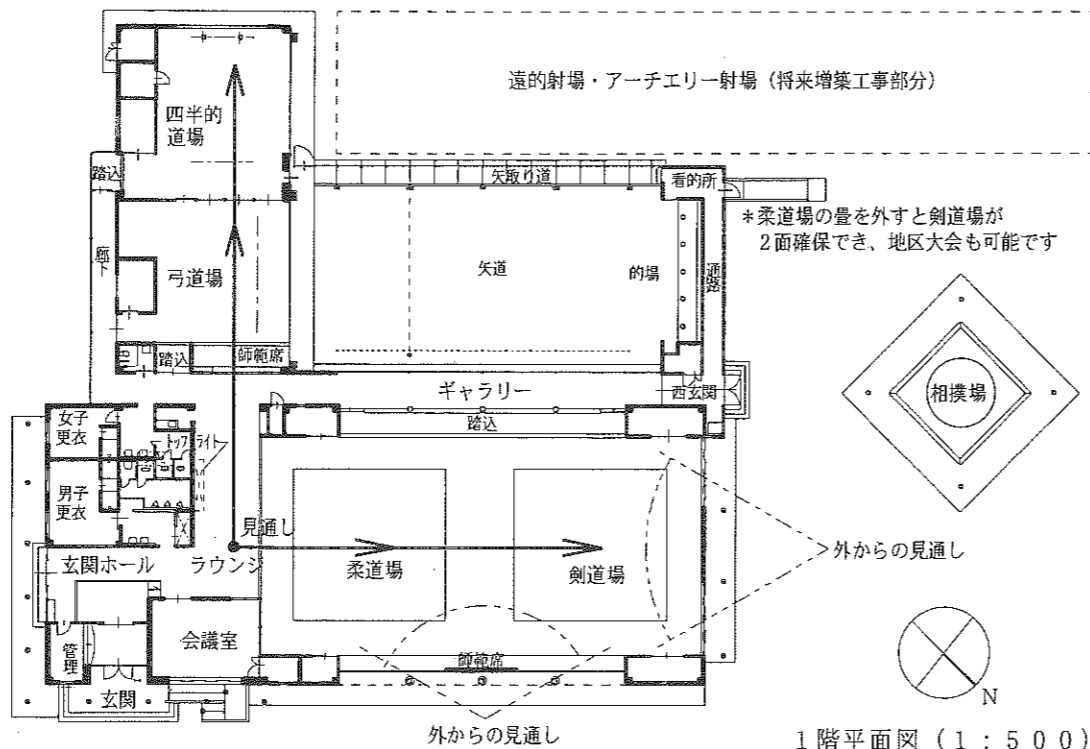 遠的射場・アーチエリー射場（将来増築工事部分）
四半的
道場
踏込
矢取り道
看的所
＊柔道場の畳を外すと剣道場が
２面確保でき、地区大会も可能です
廊下
弓道場
矢道
的場
通路
踏込
師範席
ギャラリー
西玄関
相撲場
女子
更衣
トップライト
踏込
男子
更衣
見通し
玄関ホール
ラウンジ
柔道場
剣道場
外からの見通し
会議室
管理
師範席
玄関
外からの見通し
N
１階平面図（１：５００）